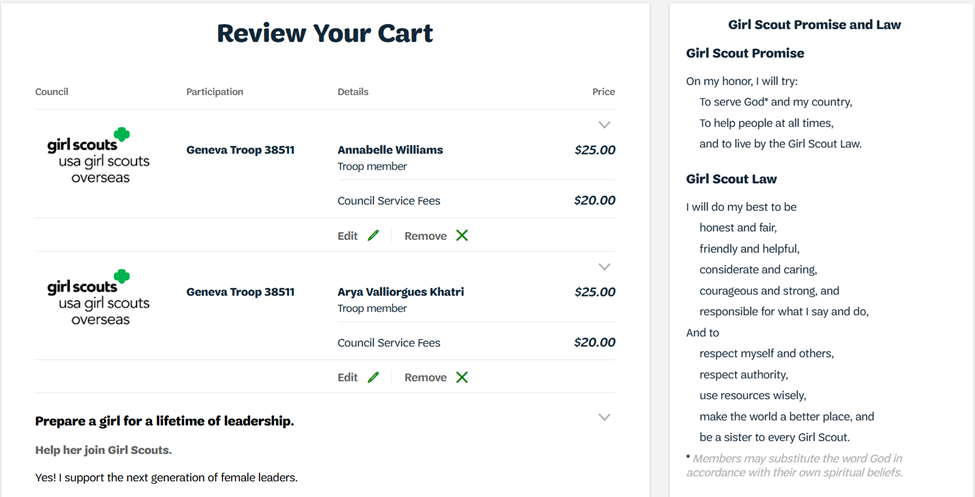 Review Your Cart
Council Participation Details Price
girl scouts
usa girl scouts
overseas
Geneva Troop 38511
Annabelle Williams
Troop member
$25.00
Council Service Fees $20.00
Edit Remove
girl scouts
usa girl scouts
overseas
Geneva Troop 38511
Arya Valliorgues Khatri
Troop member
$25.00
Council Service Fees $20.00
Edit Remove
Prepare a girl for a lifetime of leadership.
Help her join Girl Scouts.
Yes! I support the next generation of female leaders.
Girl Scout Promise and Law
Girl Scout Promise
On my honor, I will try:
To serve God* and my country,
To help people at all times,
and to live by the Girl Scout Law.
Girl Scout Law
I will do my best to be
honest and fair,
friendly and helpful,
considerate and caring,
courageous and strong, and
responsible for what I say and do,
And to
respect myself and others,
respect authority,
use resources wisely,
make the world a better place, and
be a sister to every Girl Scout.
* Members may substitute the word God in
accordance with their own spiritual beliefs.